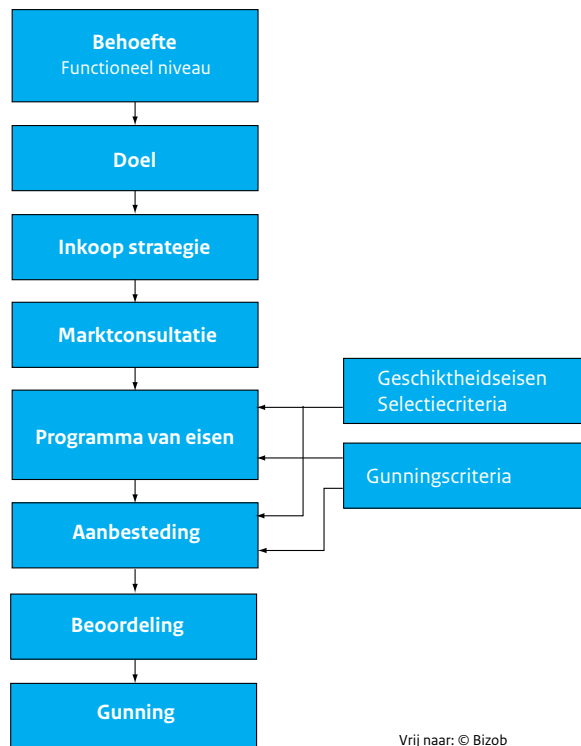 Behoefte
Functioneel niveau
Doel
Inkoop strategie
Marktconsultatie
Geschiktheidseisen
Selectiecriteria
Programma van eisen
Gunningscriteria
Aanbesteding
Beoordeling
Gunning
Vrij naar: © Bizob